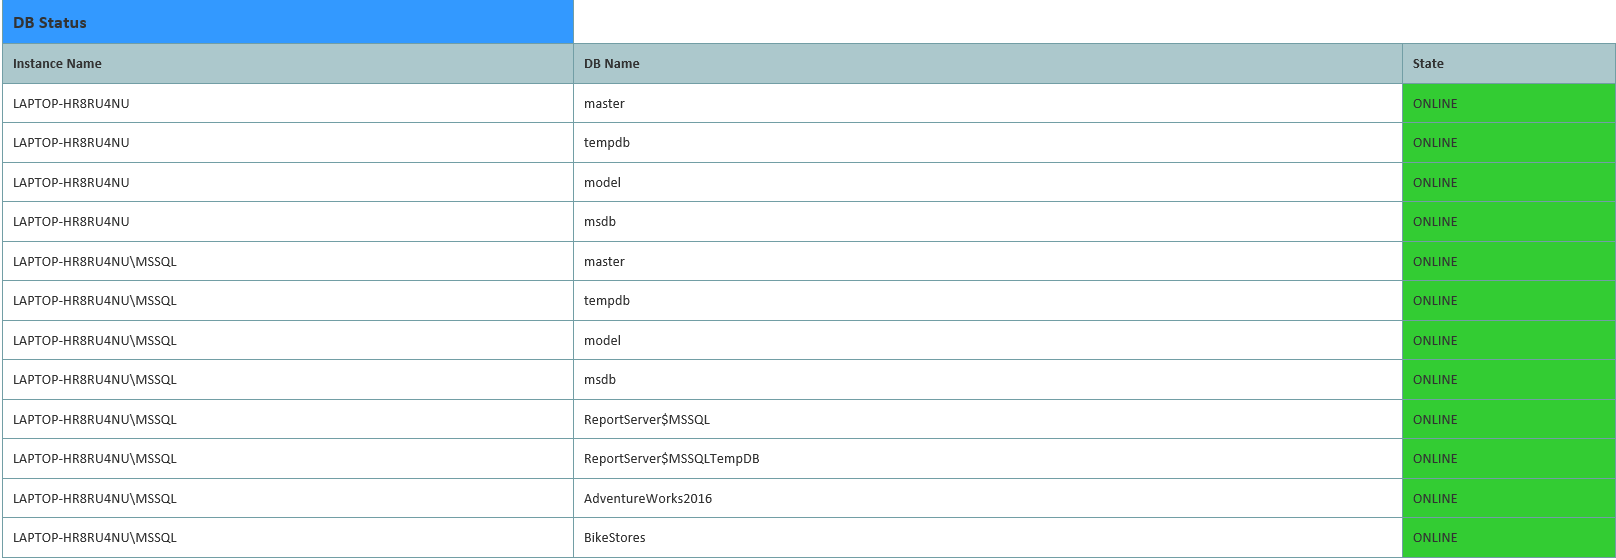 DB Status
Instance Name DB Name State
LAPTOP-HR8RU4NU master ONLINE
LAPTOP-HR8RU4NU tempdb ONLINE
LAPTOP-HR8RU4NU model ONLINE
LAPTOP-HR8RU4NU msdb ONLINE
LAPTOP-HR8RU4NU\MSSQL master ONLINE
LAPTOP-HR8RU4NU\MSSQL tempdb ONLINE
LAPTOP-HR8RU4NU\MSSQL model ONLINE
LAPTOP-HR8RU4NU\MSSQL msdb ONLINE
LAPTOP-HR8RU4NU\MSSQL ReportServer$MSSQL ONLINE
LAPTOP-HR8RU4NU\MSSQL ReportServer$MSSQLTempDB ONLINE
LAPTOP-HR8RU4NU\MSSQL AdventureWorks2016 ONLINE
LAPTOP-HR8RU4NU\MSSQL BikeStores ONLINE